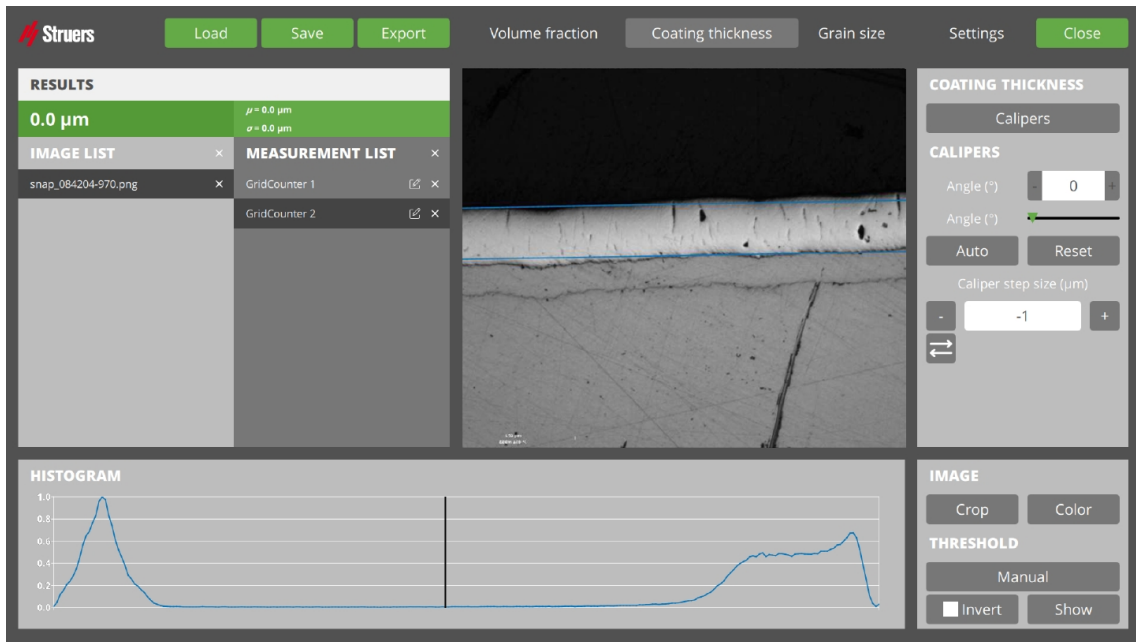 Struers
Load
Save
Export
Volume fraction
Coating thickness
Grain size
Settings
Close
RESULTS
0.0 µm
μ = 0.0 µm
σ = 0.0 µm
IMAGE LIST ×
MEASUREMENT LIST ×
snap_084204-970.png ×
GridCounter 1 ×
GridCounter 2 ×
COATING THICKNESS
Calipers
CALIPERS
Angle (°) - 0 +
Angle (°)
Auto
Reset
Caliper step size (µm)
- -1 +
HISTOGRAM
1.0
0.8
0.6
0.4
0.2
0.0
IMAGE
Crop
Color
THRESHOLD
Manual
Invert
Show